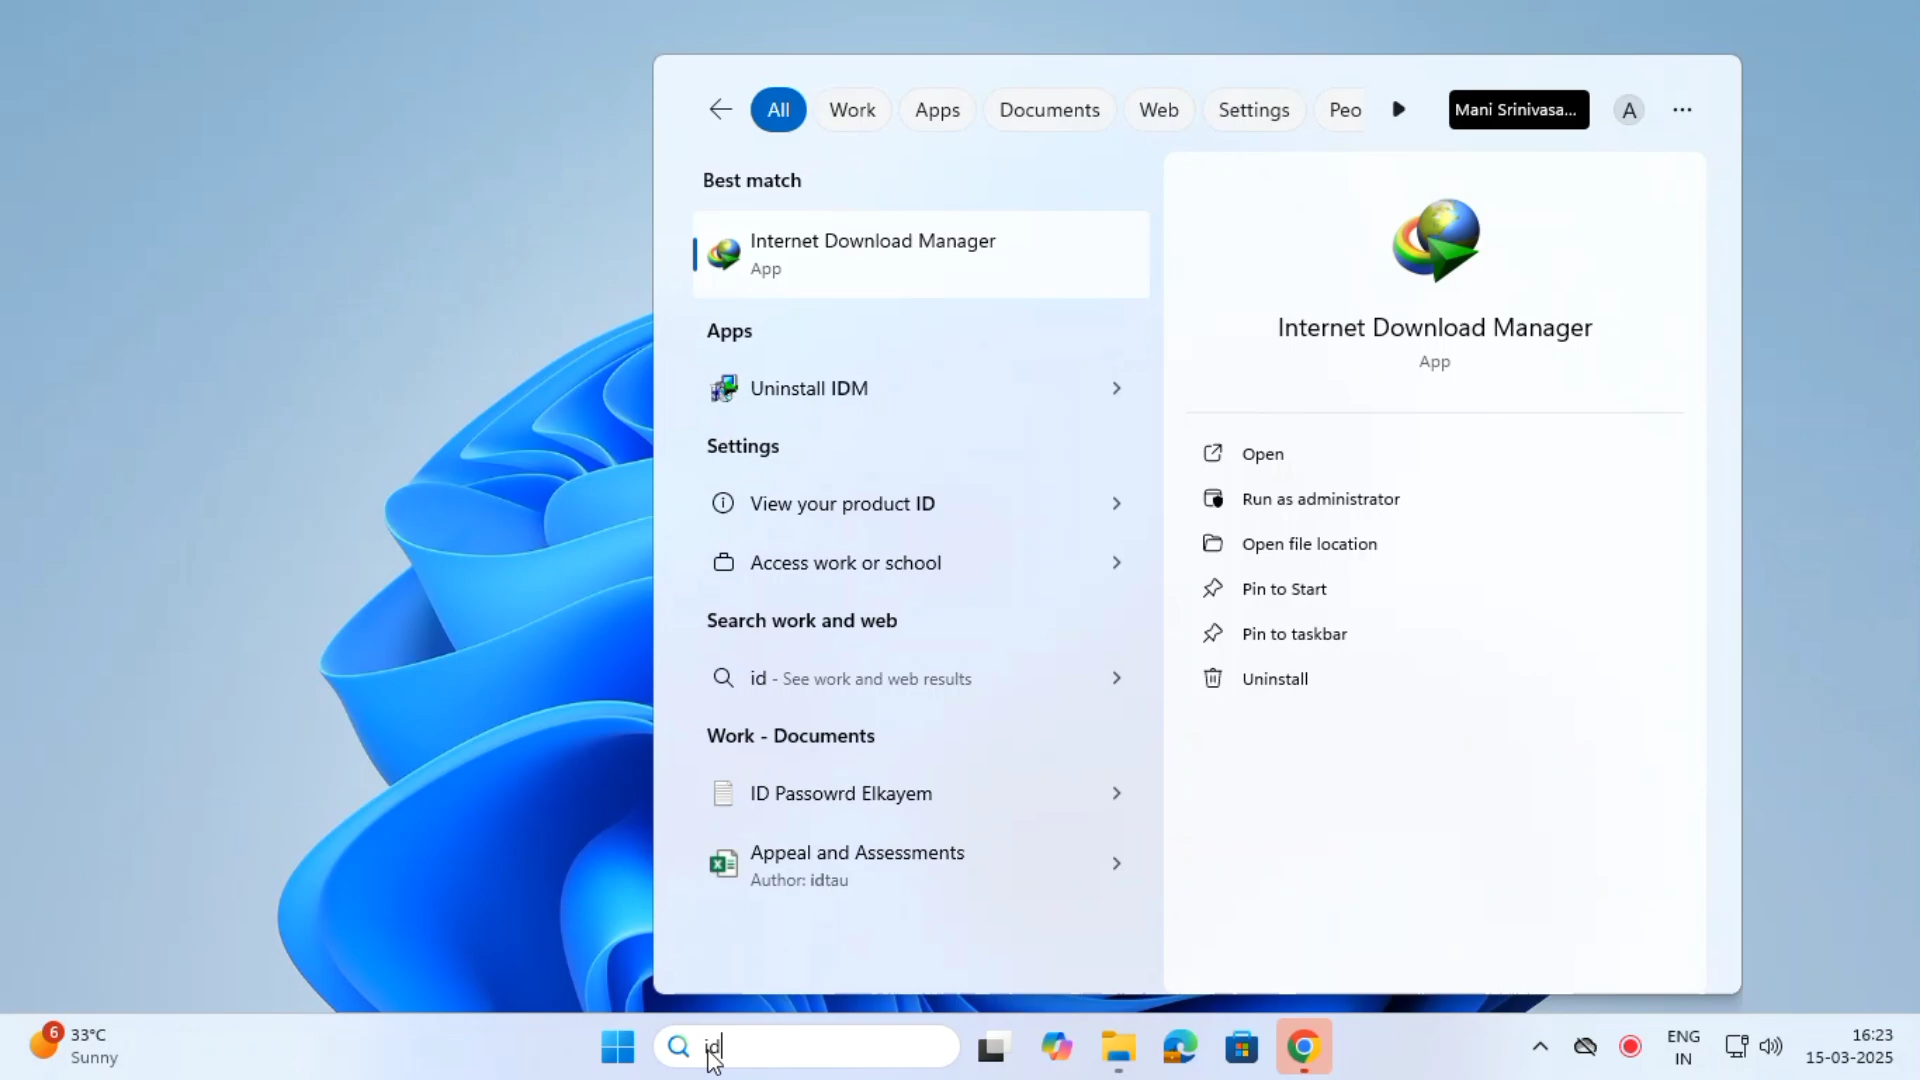 All
Work
Apps
Documents
Web
Settings
Peo
Mani Srinivasa...
A
Best match
Internet Download Manager
App
Apps
Uninstall IDM
Settings
View your product ID
Access work or school
Search work and web
id - See work and web results
Work - Documents
ID Passowrd Elkayem
Appeal and Assessments
Author: idtau
Internet Download Manager
App
Open
Run as administrator
Open file location
Pin to Start
Pin to taskbar
Uninstall
6
33°C
Sunny
id
ENG
IN
16:23
15-03-2025